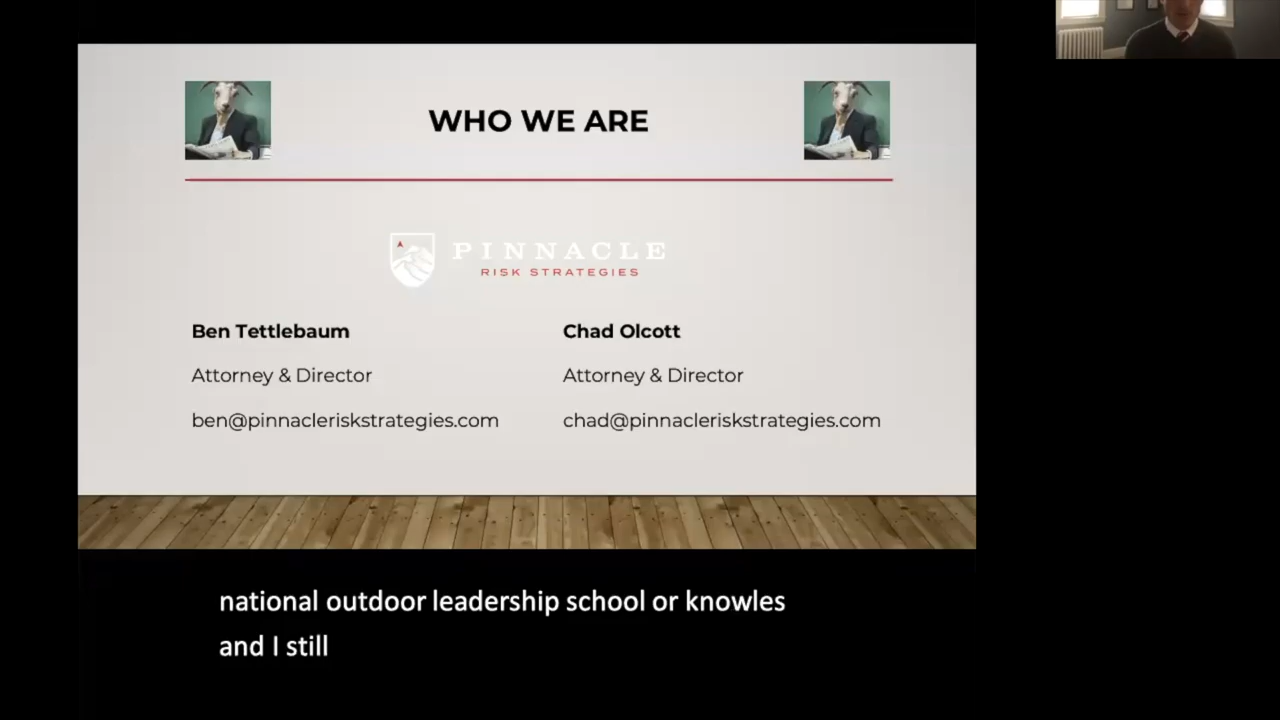 WHO WE ARE
PINNACLE
RISK STRATEGIES
Ben Tettlebaum
Attorney & Director
ben@pinnacleriskstrategies.com
Chad Olcott
Attorney & Director
chad@pinnacleriskstrategies.com
national outdoor leadership school or knowles
and I still